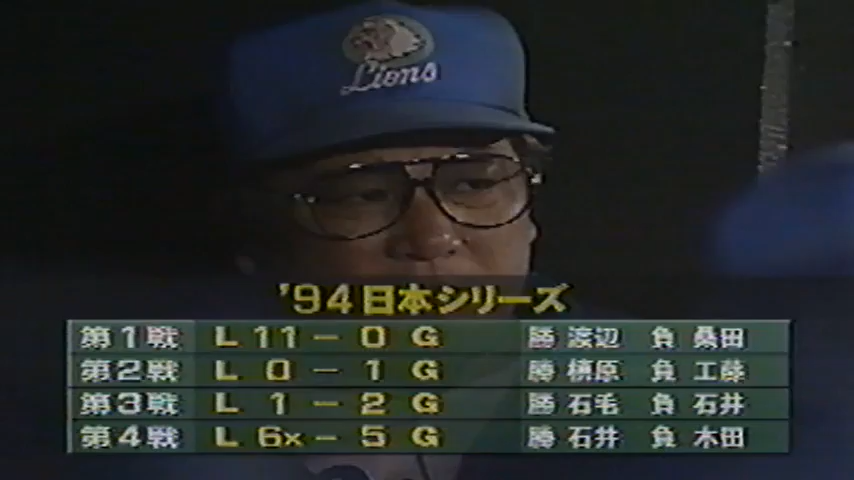 Lions
'94日本シリーズ
第1戦 L 11 - 0 G 勝 渡辺 負 桑田
第2戦 L 0 - 1 G 勝 槙原 負 工藤
第3戦 L 1 - 2 G 勝 石毛 負 石井
第4戦 L 6x - 5 G 勝 石井 負 木田